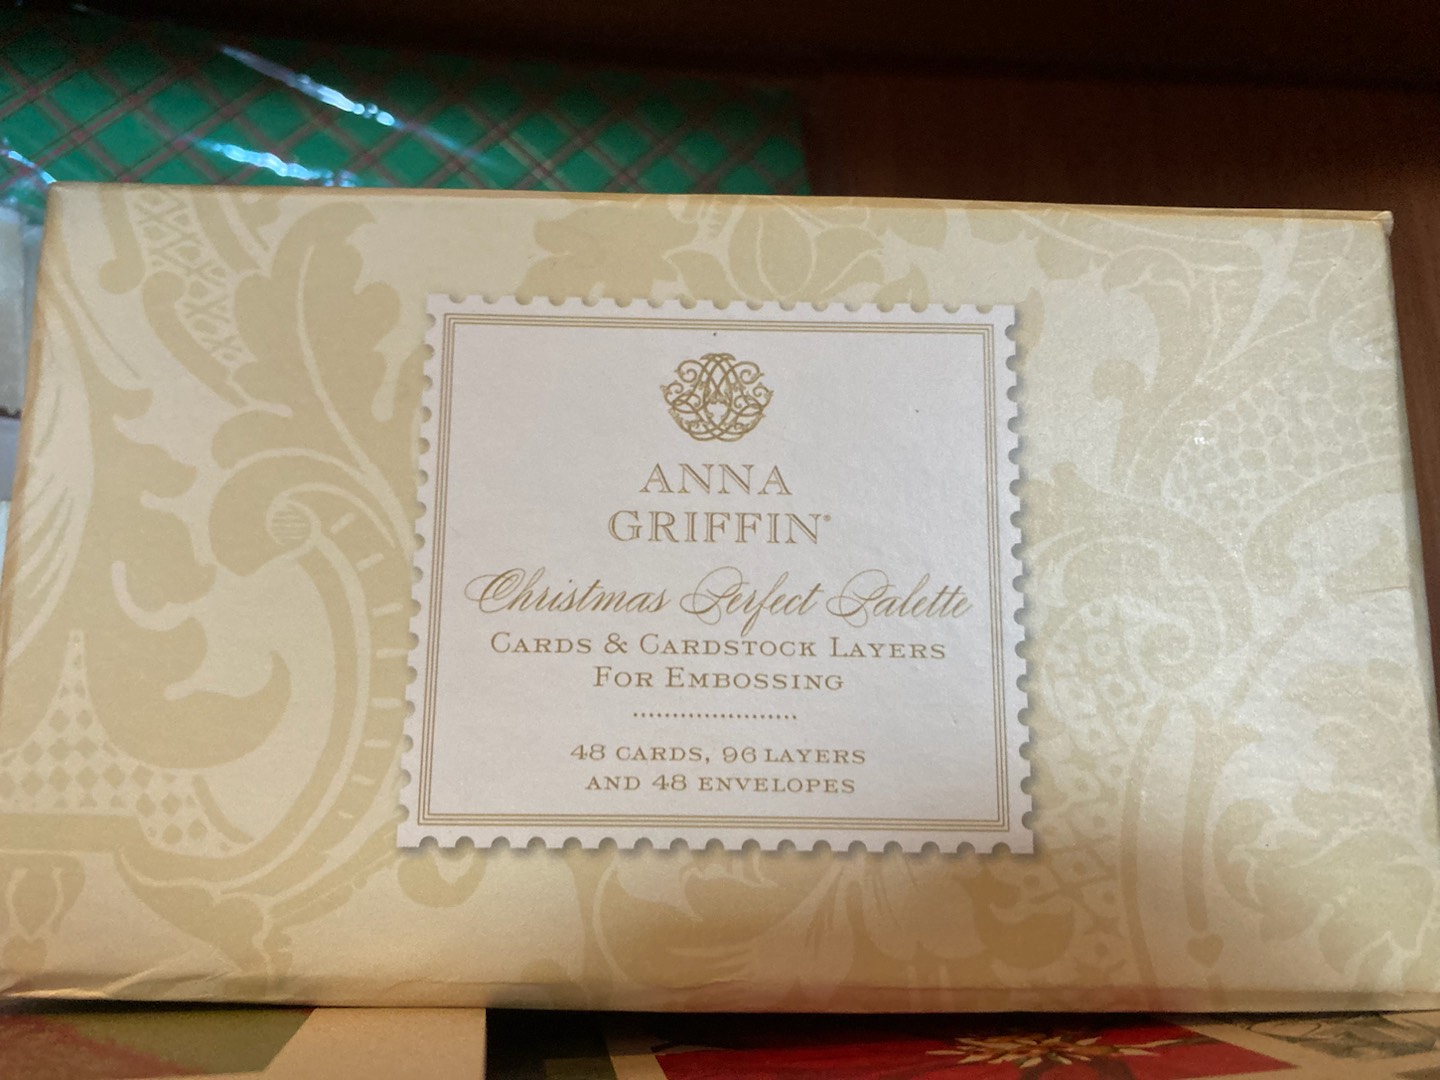 ANNA
GRIFFIN®
Christmas Perfect Palette
CARDS & CARDSTOCK LAYERS
FOR EMBOSSING
48 CARDS, 96 LAYERS
AND 48 ENVELOPES